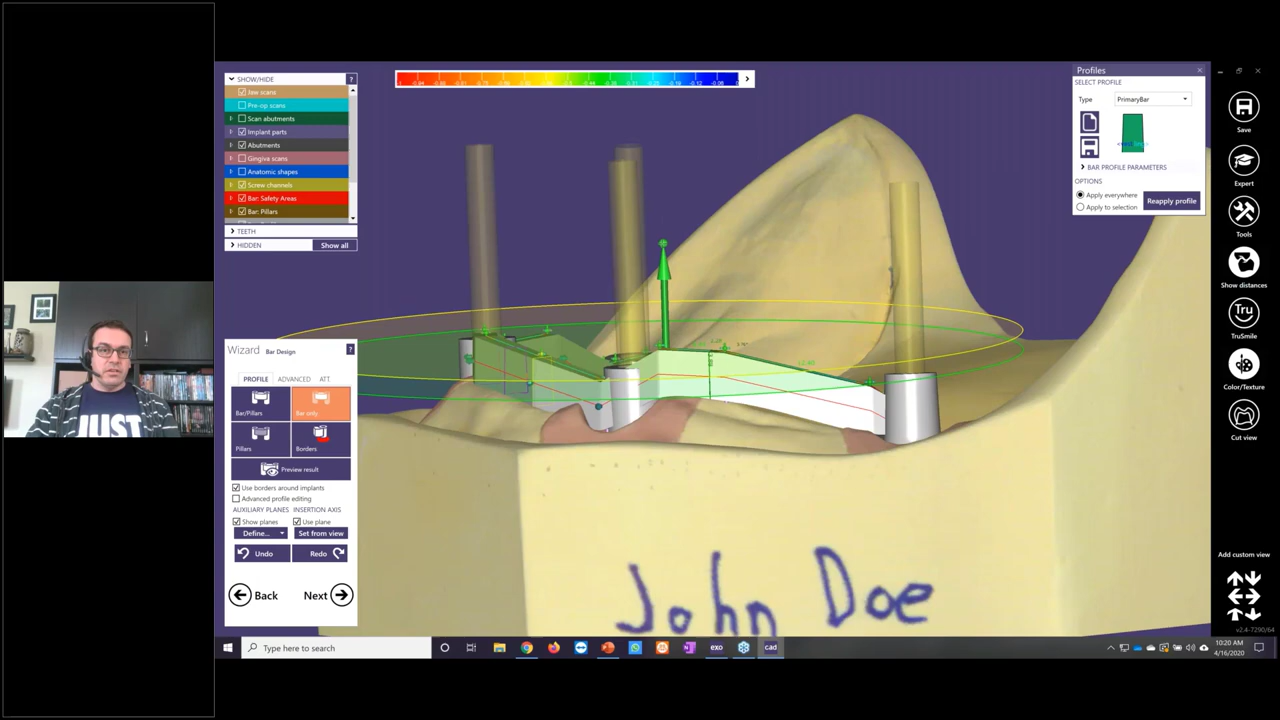 SHOW/HIDE ?
Jaw scans
Pre-op scans
Scan abutments
Implant parts
Abutments
Gingiva scans
Anatomic shapes
Screw channels
Bar: Safety Areas
Bar: Pillars
TEETH
HIDDEN Show all
Wizard Bar Design ?
PROFILE ADVANCED ATT
Bar/Pillars Bar only
Pillars Borders
Preview result
Use borders around implants
Advanced profile editing
AUXILIARY PLANES INSERTION AXIS
Show planes Use plane
Define... Set from view
Undo Redo
Back Next
JUST
John Doe
Profiles
SELECT PROFILE
Type PrimaryBar
BAR PROFILE PARAMETERS
OPTIONS
Apply everywhere
Apply to selection
Reapply profile
Save
Expert
Tools
Show distances
Tru
TruSmile
Color/Texture
Cut view
Add custom view
v2.4-7290/64
Type here to search
exo
cad
10:20 AM
4/16/2020